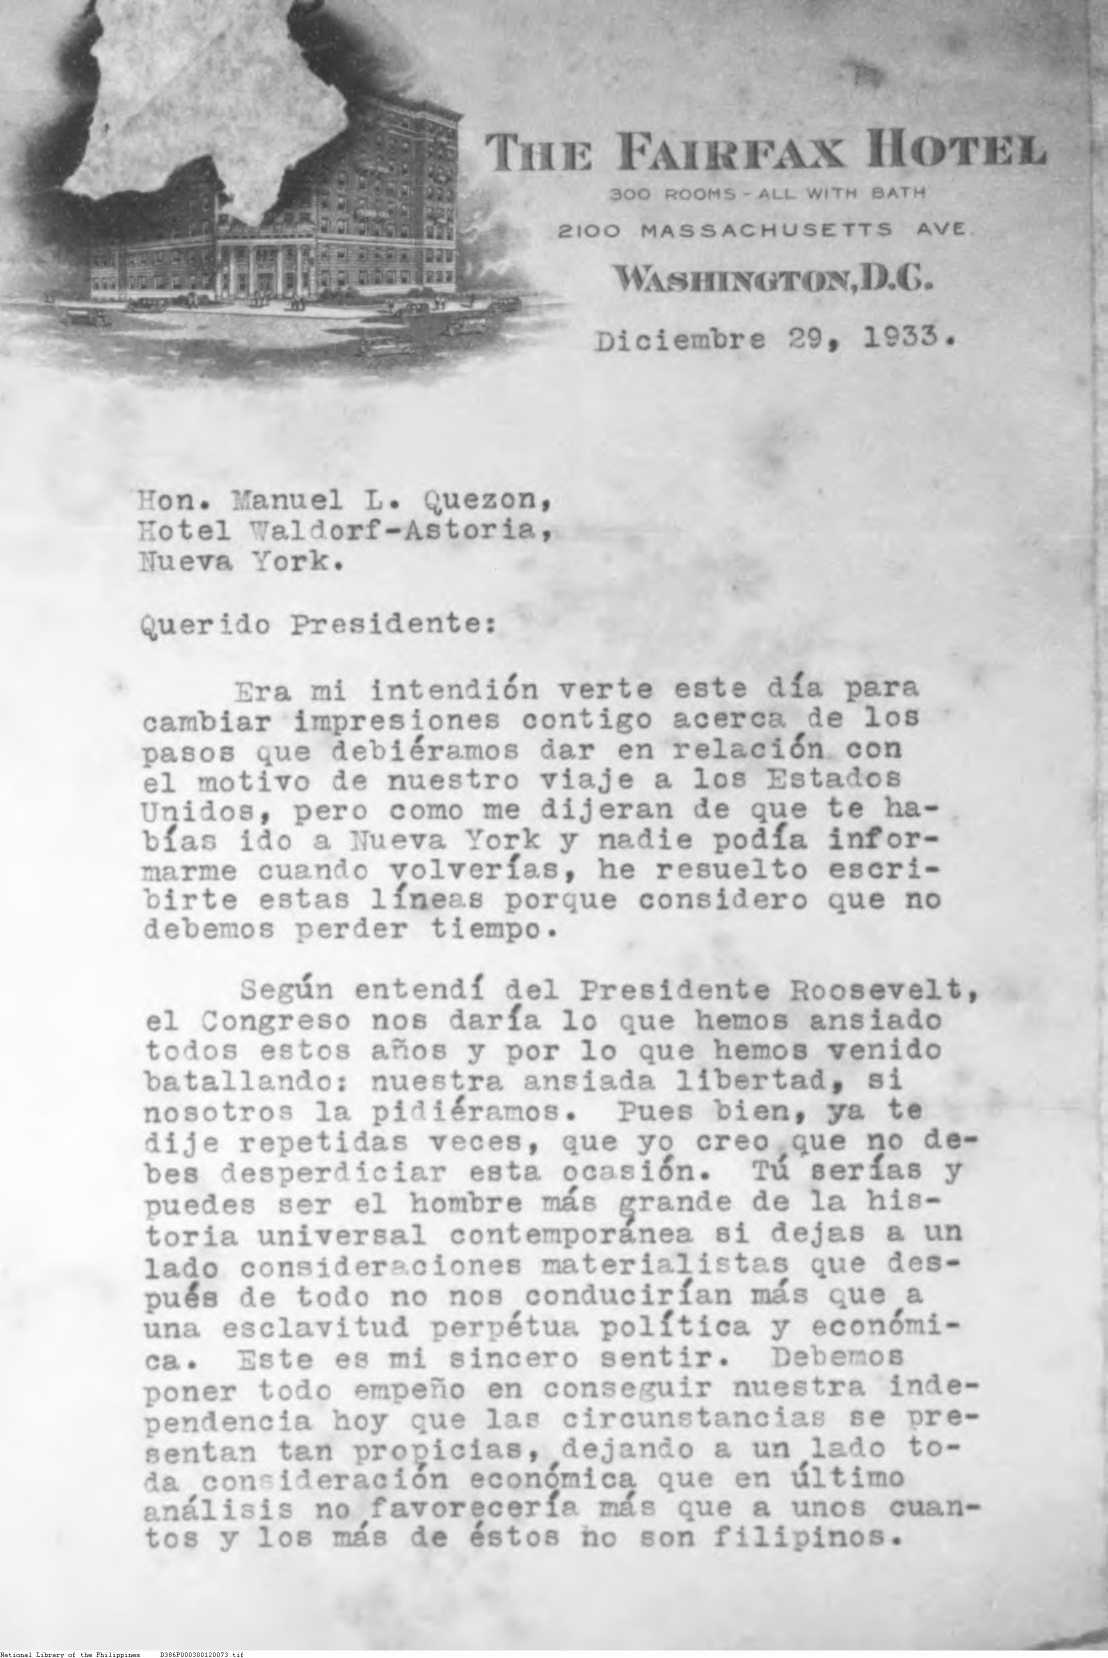 THE FAIRFAX HOTEL
300 ROOMS - ALL WITH BATH
2100 MASSACHUSETTS AVE.
WASHINGTON, D.C.
Diciembre 29, 1933.
Hon. Manuel L. Quezon,
Hotel Waldorf-Astoria,
Nueva York.
Querido Presidente:
Era mi intendión verte este día para
cambiar impresiones contigo acerca de los
pasos que debiéramos dar en relación con
el motivo de nuestro viaje a los Estados
Unidos, pero como me dijeran de que te ha-
bías ido a Nueva York y nadie podía infor-
marme cuando volverías, he resuelto escri-
birte estas líneas porque considero que no
debemos perder tiempo.
Según entendí del Presidente Roosevelt,
el Congreso nos daría lo que hemos ansiado
todos estos años y por lo que hemos venido
batallando: nuestra ansiada libertad, si
nosotros la pidiéramos. Pues bien, ya te
dije repetidas veces, que yo creo que no de-
bes desperdiciar esta ocasión. Tú serías y
puedes ser el hombre más grande de la his-
toria universal contemporánea si dejas a un
lado consideraciones materialistas que des-
pués de todo no nos conducirían más que a
una esclavitud perpétua política y económi-
ca. Este es mi sincero sentir. Debemos
poner todo empeño en conseguir nuestra inde-
pendencia hoy que las circunstancias se pre-
sentan tan propicias, dejando a un lado to-
da consideración económica que en último
análisis no favorecería más que a unos cuan-
tos y los más de éstos no son filipinos.
National Library of the Philippines D386P000300120073.tif